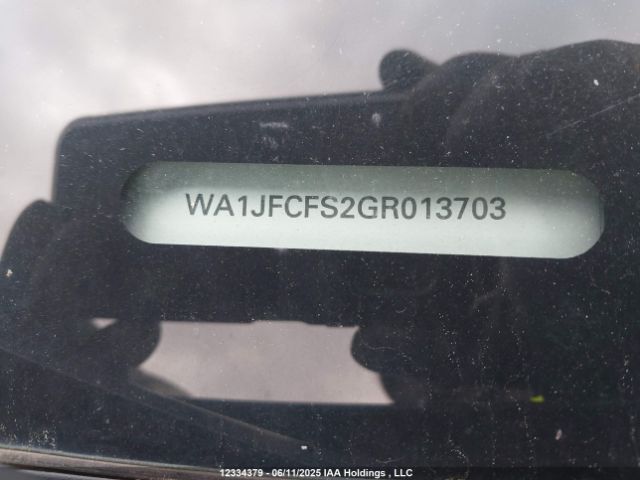 WA1JFCFS2GR013703
12334379 - 06/11/2025 IAA Holdings , LLC